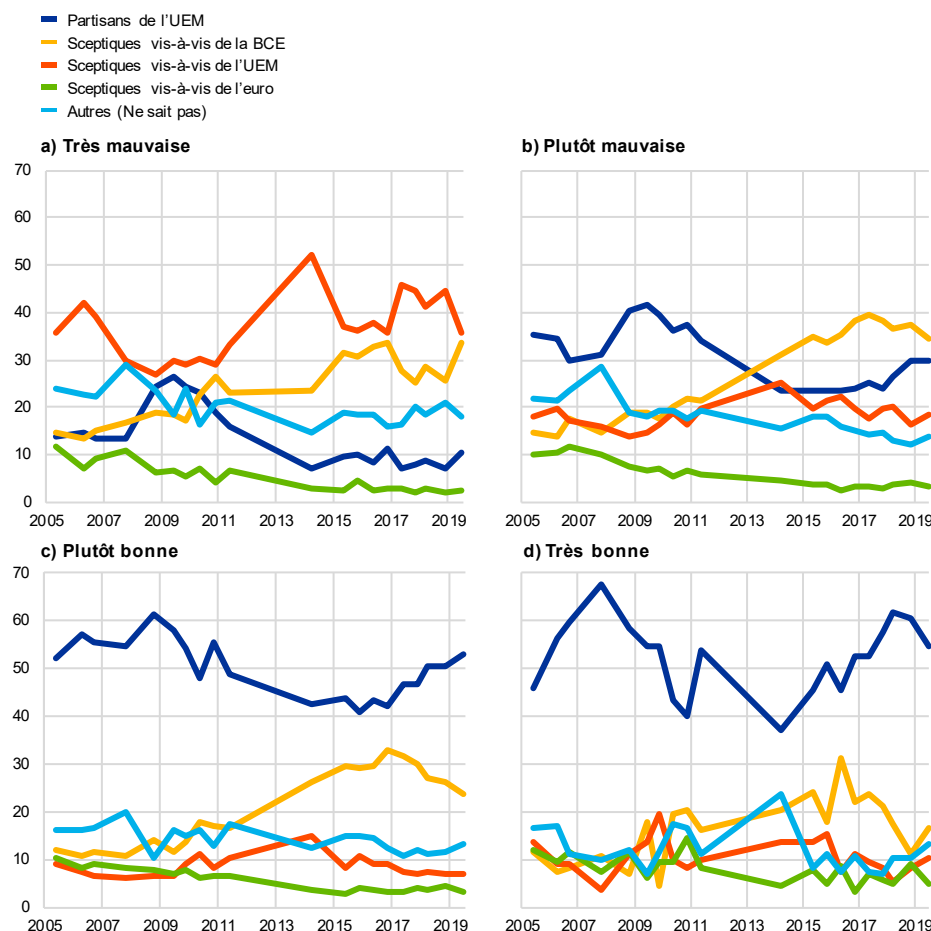 Partisans de l'UEM
Sceptiques vis-à-vis de la BCE
Sceptiques vis-à-vis de l'UEM
Sceptiques vis-à-vis de l'euro
Autres (Ne sait pas)
a) Très mauvaise
b) Plutôt mauvaise
70
60
50
40
30
20
10
0
2005 2007 2009 2011 2013 2015 2017 2019
2005 2007 2009 2011 2013 2015 2017 2019
c) Plutôt bonne
d) Très bonne
70
60
50
40
30
20
10
0
2005 2007 2009 2011 2013 2015 2017 2019
2005 2007 2009 2011 2013 2015 2017 2019